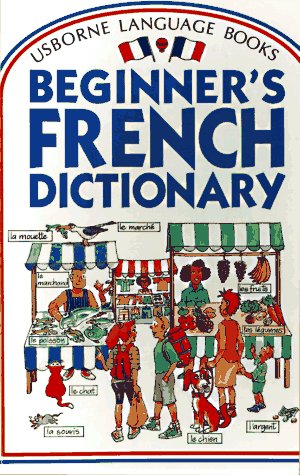 USBORNE LANGUAGE BOOKS
BEGINNER'S
FRENCH
DICTIONARY
la mouette
le marché
le
marchand
les fruits
le poisson
les légumes
le chat
la souris
le chien
l'argent